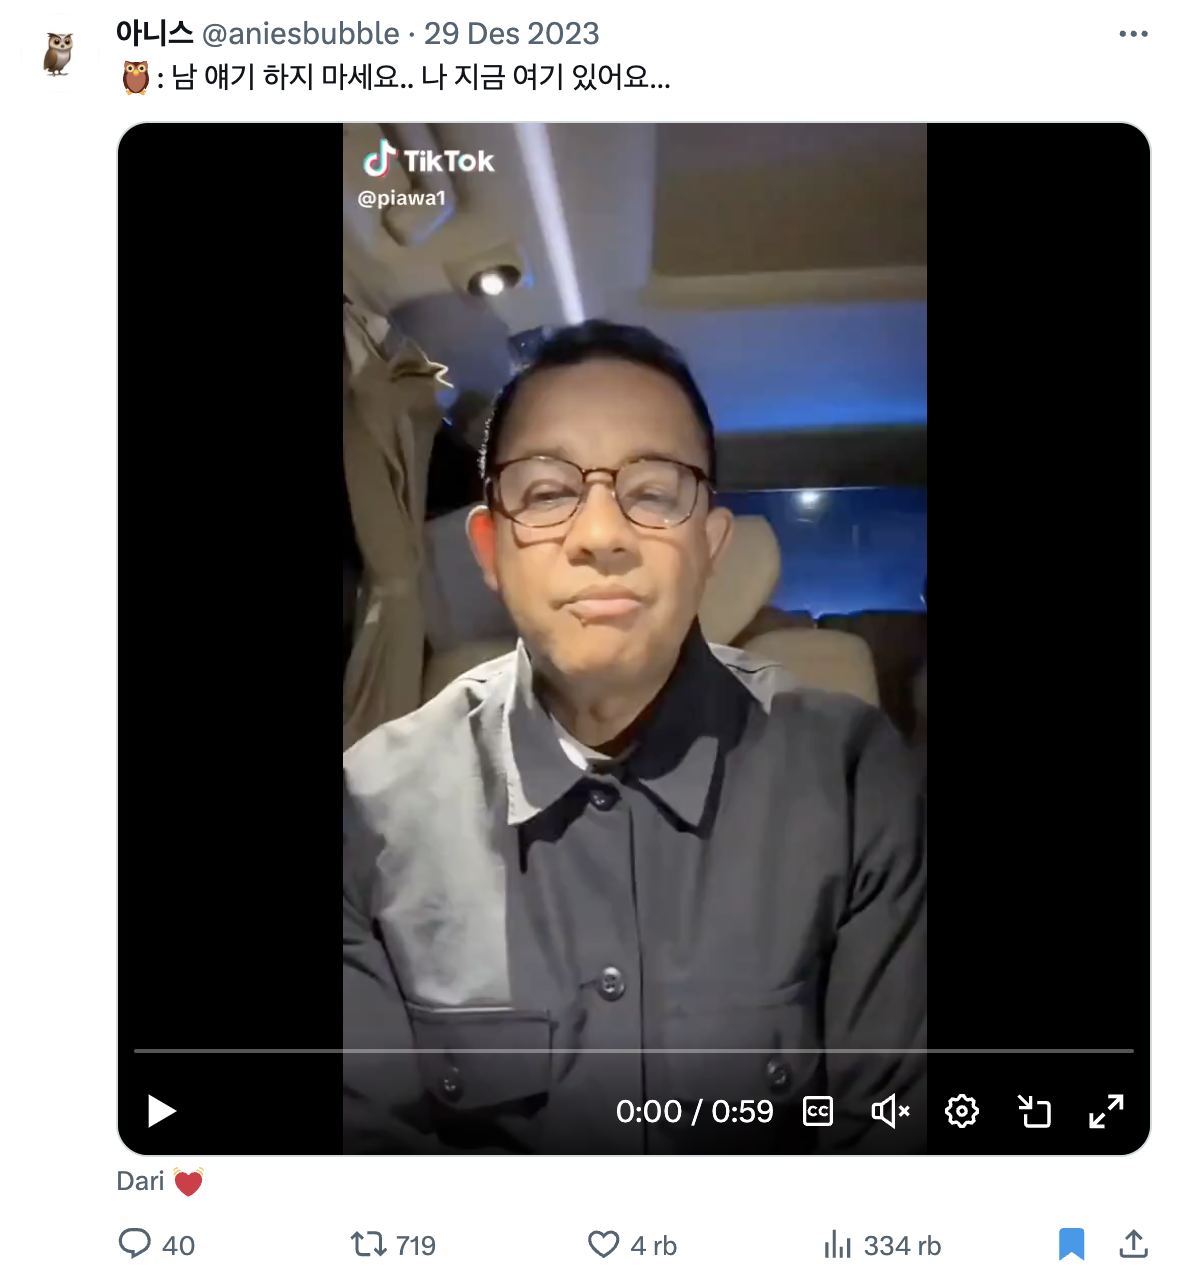 아니스 @aniesbubble · 29 Des 2023
🦉: 남 얘기 하지 마세요.. 나 지금 여기 있어요...
TikTok
@piawa1
0:00 / 0:59
CC
Dari 💓
40 719 4 rb 334 rb